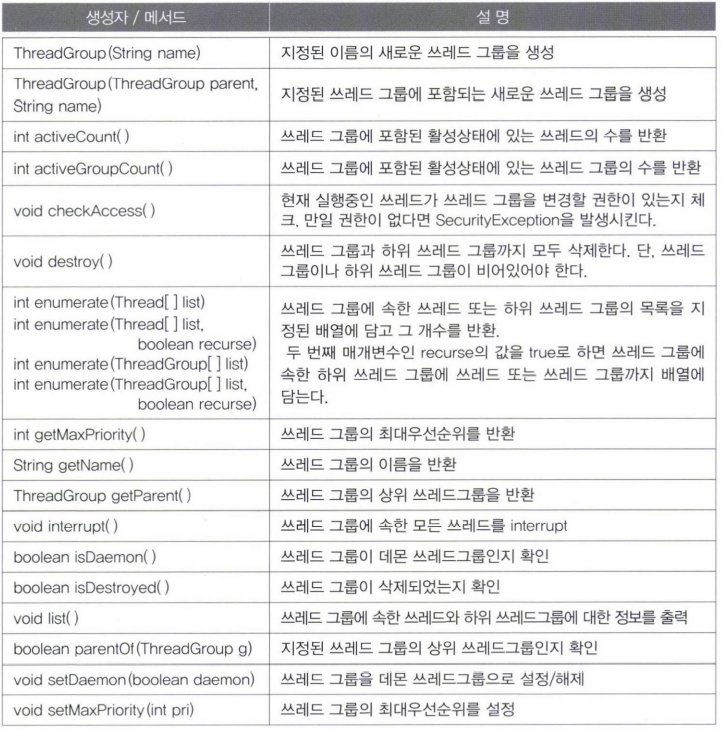 생성자 / 메서드 설 명
ThreadGroup(String name) 지정된 이름의 새로운 쓰레드 그룹을 생성
ThreadGroup(ThreadGroup parent,
String name)
지정된 쓰레드 그룹에 포함되는 새로운 쓰레드 그룹을 생성
int activeCount( ) 쓰레드 그룹에 포함된 활성상태에 있는 쓰레드의 수를 반환
int activeGroupCount( ) 쓰레드 그룹에 포함된 활성상태에 있는 쓰레드 그룹의 수를 반환
void checkAccess( )
현재 실행중인 쓰레드가 쓰레드 그룹을 변경할 권한이 있는지 체
크. 만일 권한이 없다면 SecurityException을 발생시킨다.
void destroy( )
쓰레드 그룹과 하위 쓰레드 그룹까지 모두 삭제한다. 단, 쓰레드
그룹이나 하위 쓰레드 그룹이 비어있어야 한다.
int enumerate(Thread[ ] list)
int enumerate(Thread[ ] list,
boolean recurse)
int enumerate(ThreadGroup[ ] list)
int enumerate(ThreadGroup[ ] list,
boolean recurse)
쓰레드 그룹에 속한 쓰레드 또는 하위 쓰레드 그룹의 목록을 지
정된 배열에 담고 그 개수를 반환.
두 번째 매개변수인 recurse의 값을 true로 하면 쓰레드 그룹에
속한 하위 쓰레드 그룹에 쓰레드 또는 쓰레드 그룹까지 배열에
담는다.
int getMaxPriority( ) 쓰레드 그룹의 최대우선순위를 반환
String getName( ) 쓰레드 그룹의 이름을 반환
ThreadGroup getParent( ) 쓰레드 그룹의 상위 쓰레드그룹을 반환
void interrupt( ) 쓰레드 그룹에 속한 모든 쓰레드를 interrupt
boolean isDaemon( ) 쓰레드 그룹이 데몬 쓰레드그룹인지 확인
boolean isDestroyed( ) 쓰레드 그룹이 삭제되었는지 확인
void list( ) 쓰레드 그룹에 속한 쓰레드와 하위 쓰레드그룹에 대한 정보를 출력
boolean parentOf(ThreadGroup g) 지정된 쓰레드 그룹의 상위 쓰레드그룹인지 확인
void setDaemon(boolean daemon) 쓰레드 그룹을 데몬 쓰레드그룹으로 설정/해제
void setMaxPriority(int pri) 쓰레드 그룹의 최대우선순위를 설정